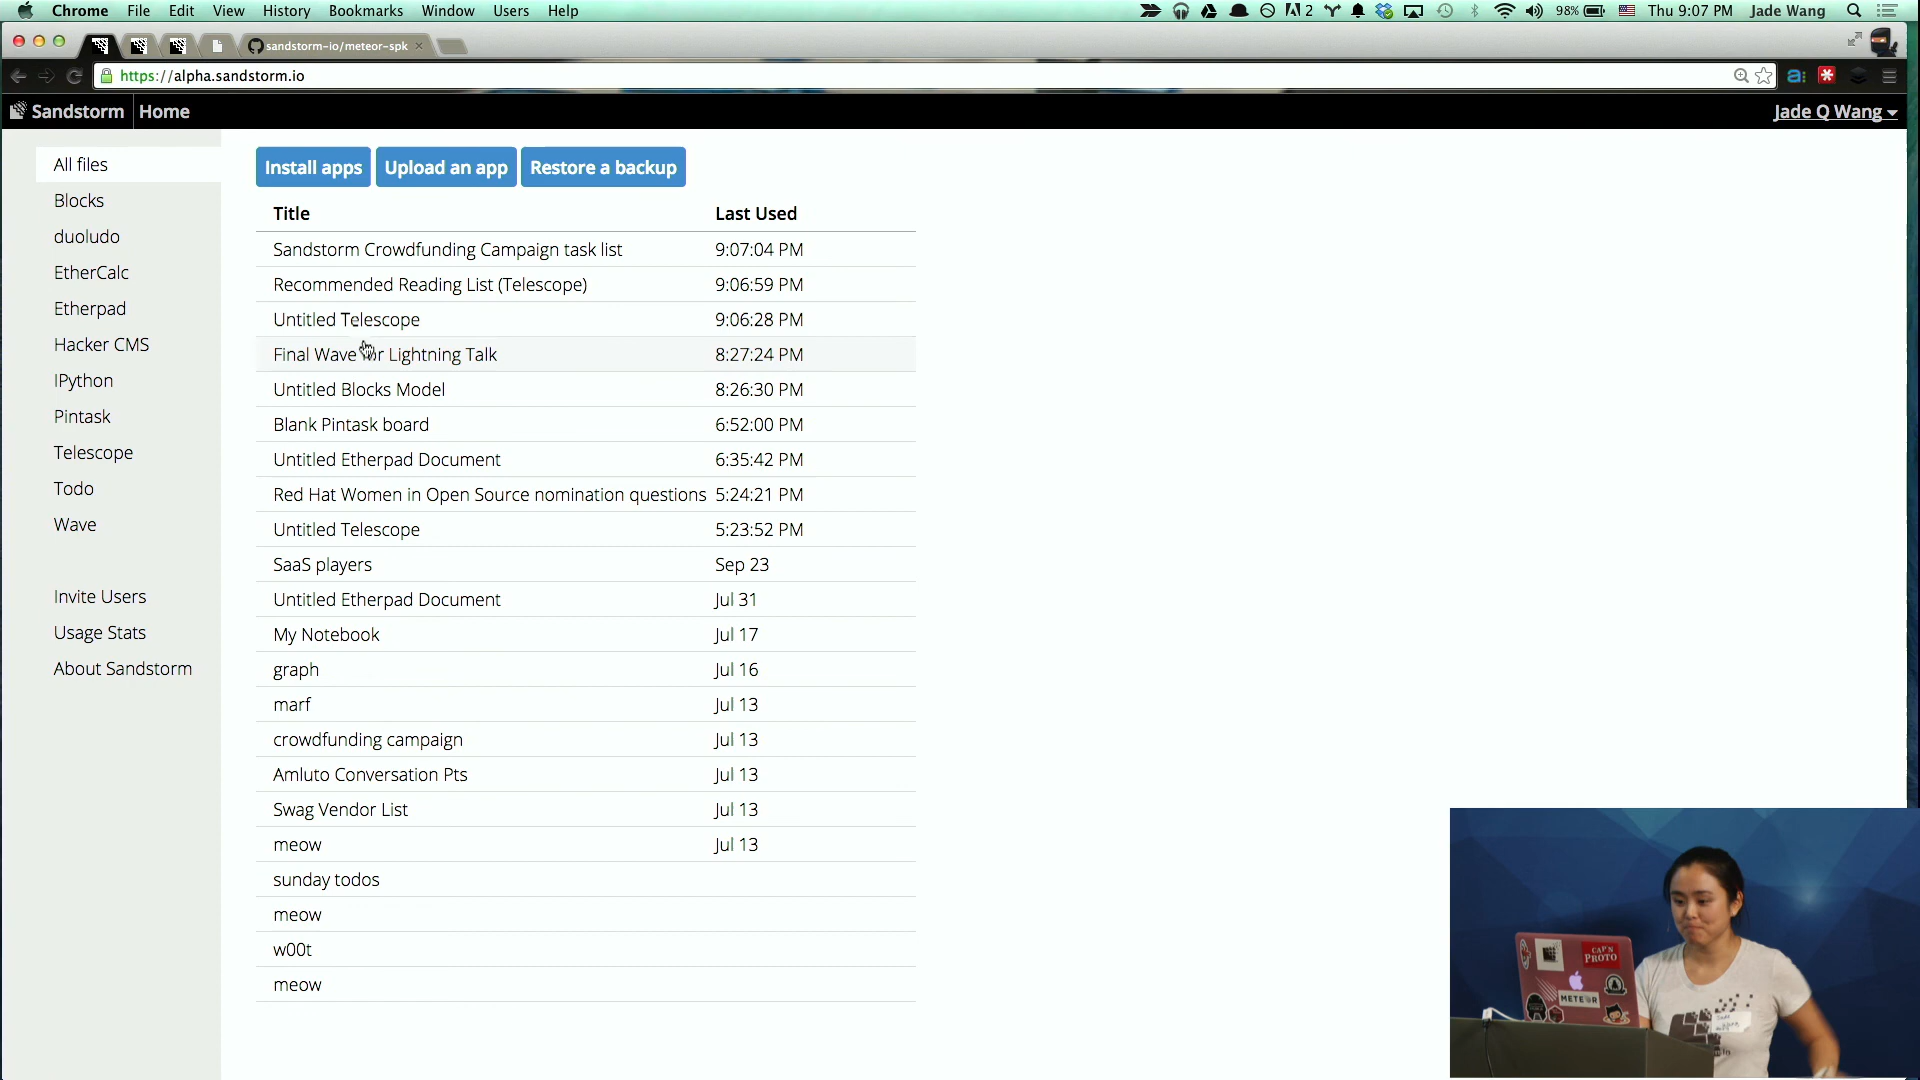 Chrome File Edit View History Bookmarks Window Users Help 2 98% Thu 9:07 PM Jade Wang
sandstorm-io/meteor-spk ×
https://alpha.sandstorm.io a:
Sandstorm Home Jade Q Wang
All files
Blocks
duoludo
EtherCalc
Etherpad
Hacker CMS
IPython
Pintask
Telescope
Todo
Wave
Invite Users
Usage Stats
About Sandstorm
Install apps Upload an app Restore a backup
Title Last Used
Sandstorm Crowdfunding Campaign task list 9:07:04 PM
Recommended Reading List (Telescope) 9:06:59 PM
Untitled Telescope 9:06:28 PM
Final Wave for Lightning Talk 8:27:24 PM
Untitled Blocks Model 8:26:30 PM
Blank Pintask board 6:52:00 PM
Untitled Etherpad Document 6:35:42 PM
Red Hat Women in Open Source nomination questions 5:24:21 PM
Untitled Telescope 5:23:52 PM
SaaS players Sep 23
Untitled Etherpad Document Jul 31
My Notebook Jul 17
graph Jul 16
marf Jul 13
crowdfunding campaign Jul 13
Amluto Conversation Pts Jul 13
Swag Vendor List Jul 13
meow Jul 13
sunday todos
meow
w00t
meow
CAP'N
PROTO
METEOR